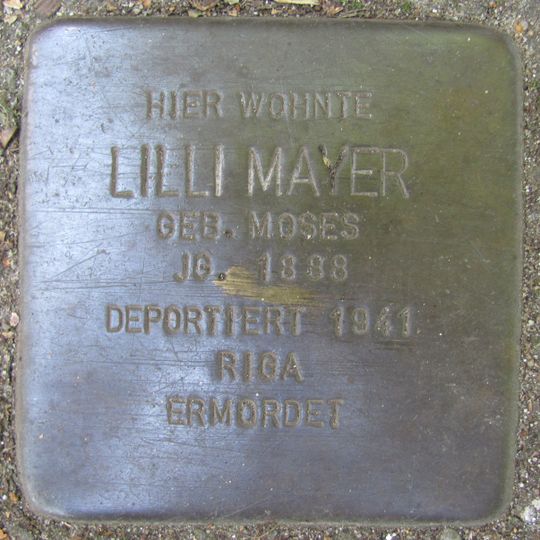 HIER WOHNTE
LILLI MAYER
GEB. MOSES
JG. 1888
DEPORTIERT 1941
RIGA
ERMORDET